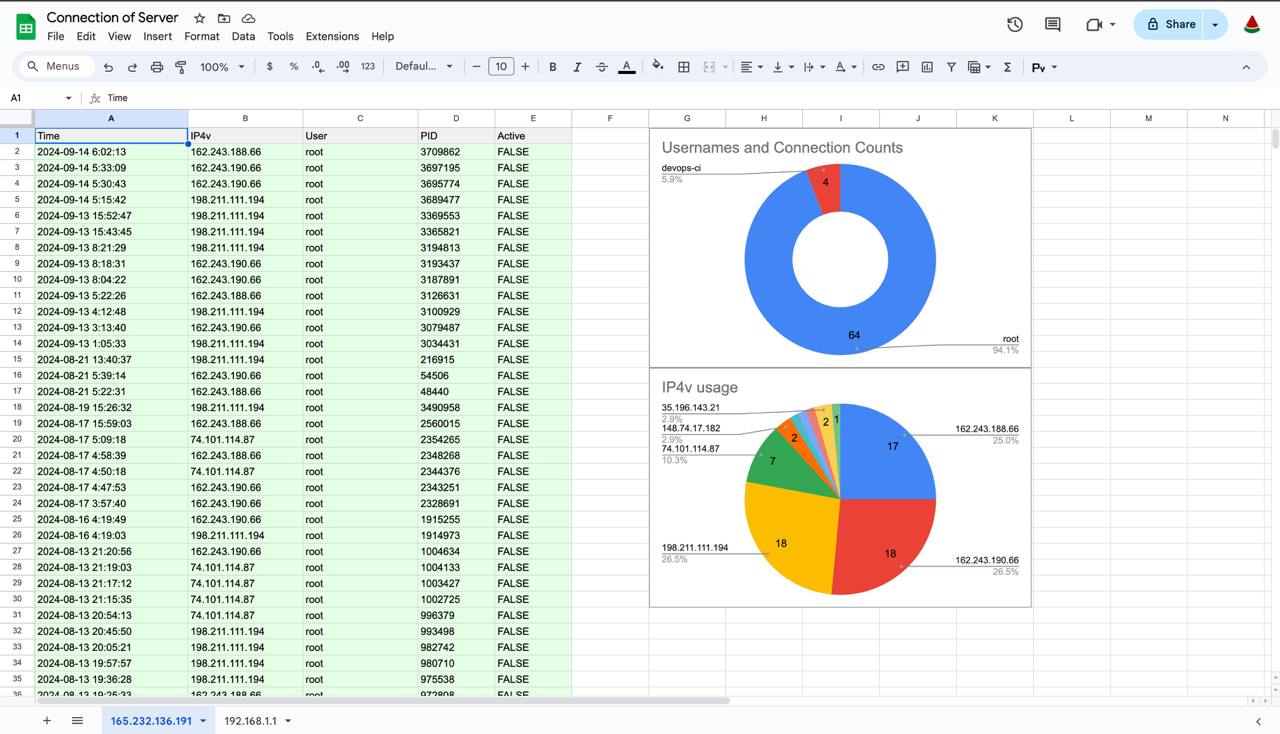 Connection of Server
File Edit View Insert Format Data Tools Extensions Help
Share
Menus 100% $ % .0 .00 123 Defaul... 10 B I S A Σ
A1 fx Time
A B C D E F G H I J K L M N
1 Time IP4v User PID Active
2 2024-09-14 6:02:13 162.243.188.66 root 3709862 FALSE
3 2024-09-14 5:33:09 162.243.190.66 root 3697195 FALSE
4 2024-09-14 5:30:43 162.243.190.66 root 3695774 FALSE
5 2024-09-14 5:15:42 198.211.111.194 root 3689477 FALSE
6 2024-09-13 15:52:47 198.211.111.194 root 3369553 FALSE
7 2024-09-13 15:43:45 198.211.111.194 root 3365821 FALSE
8 2024-09-13 8:21:29 198.211.111.194 root 3194813 FALSE
9 2024-09-13 8:18:31 162.243.190.66 root 3193437 FALSE
10 2024-09-13 8:04:22 162.243.190.66 root 3187891 FALSE
11 2024-09-13 5:22:26 162.243.188.66 root 3126631 FALSE
12 2024-09-13 4:12:48 198.211.111.194 root 3100929 FALSE
13 2024-09-13 3:13:40 162.243.190.66 root 3079487 FALSE
14 2024-09-13 1:05:33 198.211.111.194 root 3034431 FALSE
15 2024-08-21 13:40:37 198.211.111.194 root 216915 FALSE
16 2024-08-21 5:39:14 162.243.190.66 root 54506 FALSE
17 2024-08-21 5:22:31 162.243.188.66 root 48440 FALSE
18 2024-08-19 15:26:32 198.211.111.194 root 3490958 FALSE
19 2024-08-17 15:59:03 162.243.188.66 root 2560015 FALSE
20 2024-08-17 5:09:18 74.101.114.87 root 2354265 FALSE
21 2024-08-17 4:58:39 162.243.188.66 root 2348268 FALSE
22 2024-08-17 4:50:18 74.101.114.87 root 2344376 FALSE
23 2024-08-17 4:47:53 162.243.190.66 root 2343251 FALSE
24 2024-08-17 3:57:40 162.243.190.66 root 2328691 FALSE
25 2024-08-16 4:19:49 162.243.190.66 root 1915255 FALSE
26 2024-08-16 4:19:03 198.211.111.194 root 1914973 FALSE
27 2024-08-13 21:20:56 162.243.190.66 root 1004634 FALSE
28 2024-08-13 21:19:03 74.101.114.87 root 1004133 FALSE
29 2024-08-13 21:17:12 74.101.114.87 root 1003427 FALSE
30 2024-08-13 21:15:35 74.101.114.87 root 1002725 FALSE
31 2024-08-13 20:54:13 74.101.114.87 root 996379 FALSE
32 2024-08-13 20:45:50 198.211.111.194 root 993498 FALSE
33 2024-08-13 20:05:21 198.211.111.194 root 982742 FALSE
34 2024-08-13 19:57:57 198.211.111.194 root 980710 FALSE
35 2024-08-13 19:36:28 198.211.111.194 root 975538 FALSE
36 2024-08-13 19:25:33 162.243.188.66 root 972808 FALSE
Usernames and Connection Counts
devops-ci
5.9%
4
64
root
94.1%
IP4v usage
35.196.143.21
2.9%
148.74.17.182
2.9%
74.101.114.87
10.3%
198.211.111.194
26.5%
162.243.188.66
25.0%
162.243.190.66
26.5%
2 1
2
17
7
18
18
165.232.136.191 192.168.1.1